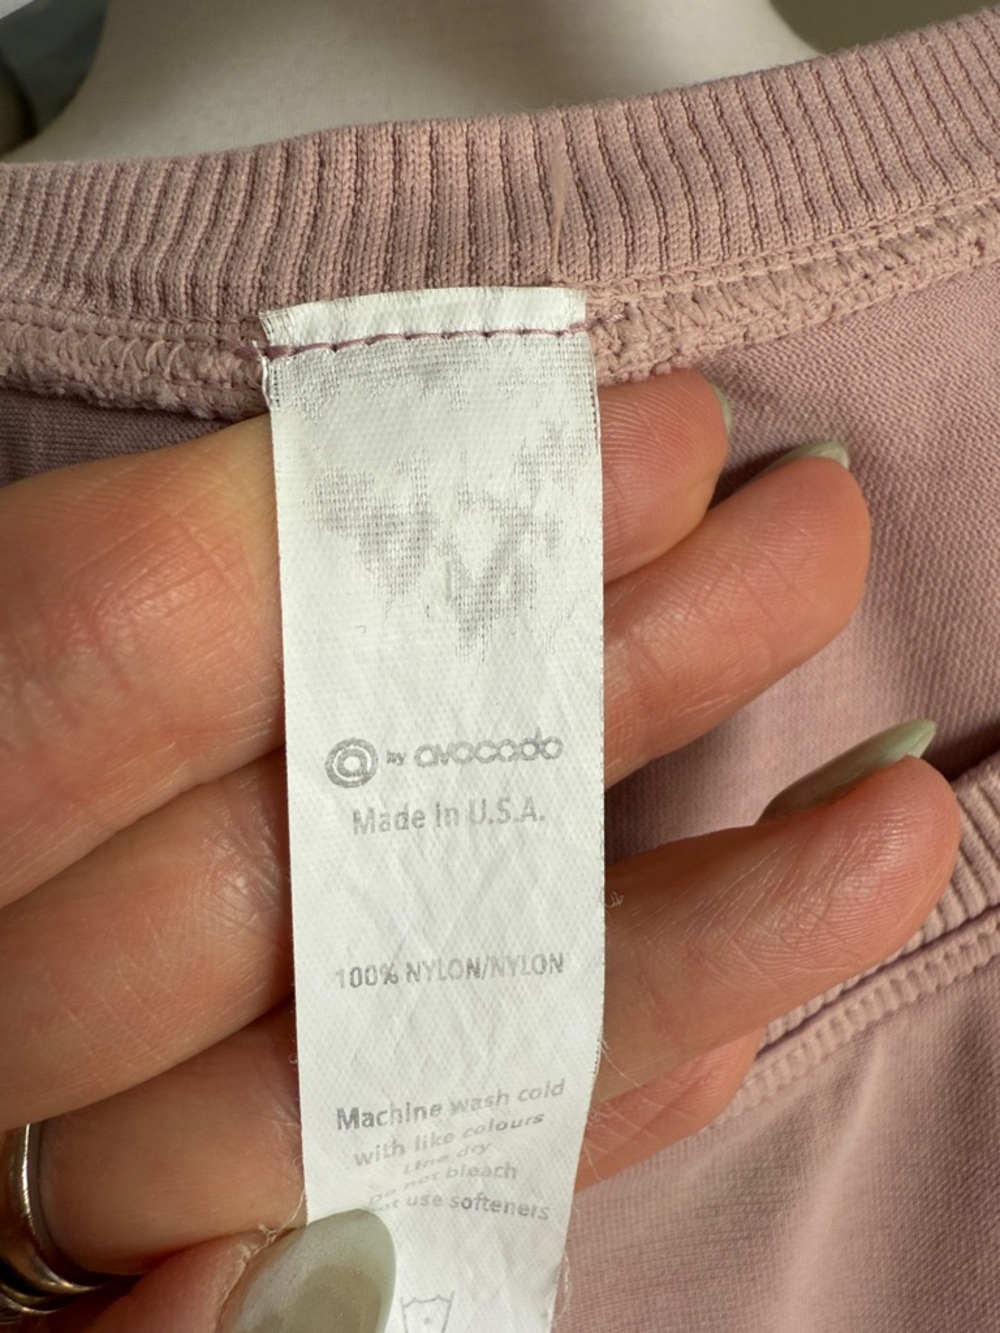 @ by avocado
Made in U.S.A.
100% NYLON/NYLON
Machine wash cold
with like colours
Line dry
Do not bleach
use softeners